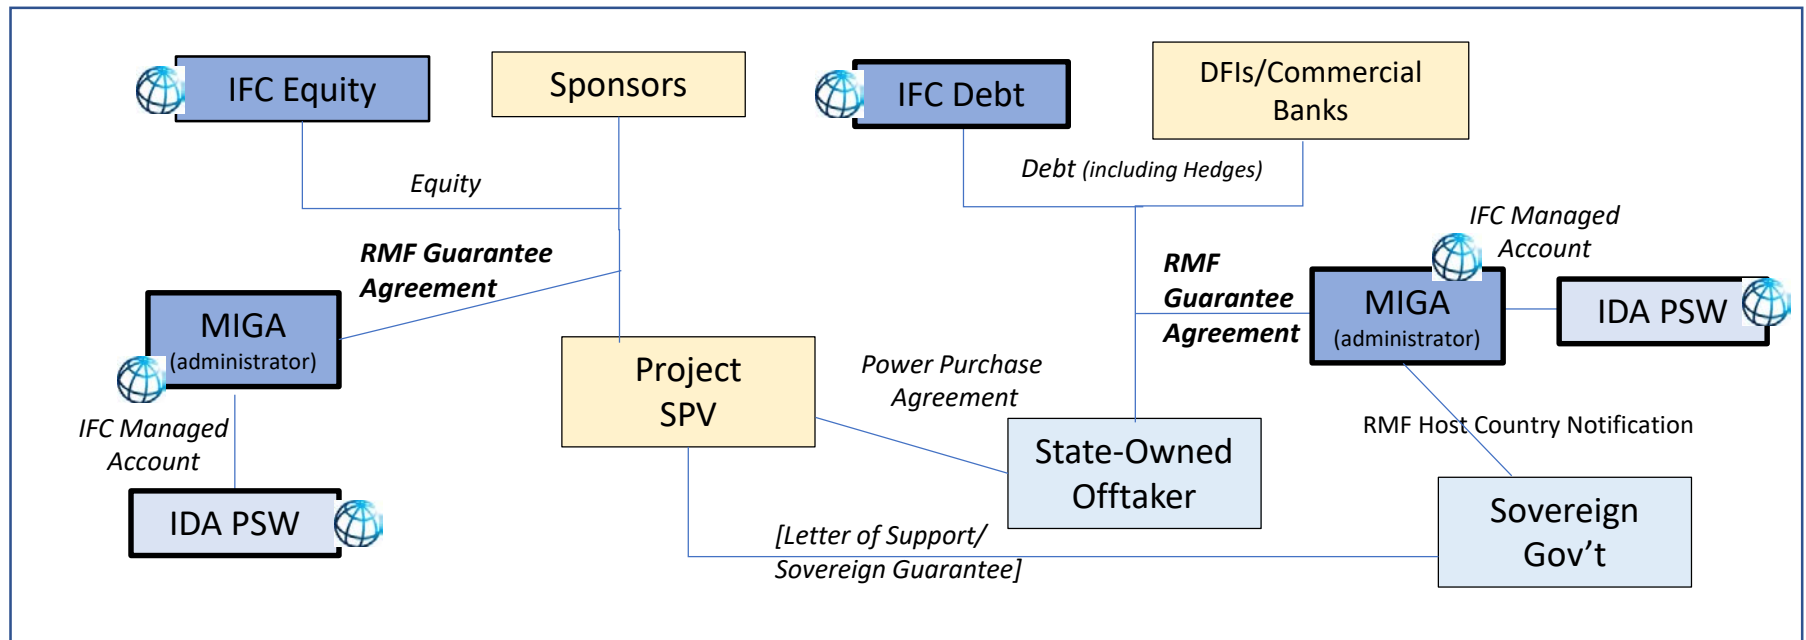 IFC Equity
Sponsors
IFC Debt
DFIs/Commercial
Banks
Equity
Debt (including Hedges)
IFC Managed
Account
RMF Guarantee
Agreement
RMF
Guarantee
Agreement
MIGA
(administrator)
MIGA
(administrator)
IDA PSW
Project
SPV
Power Purchase
Agreement
IFC Managed
Account
RMF Host Country Notification
State-Owned
Offtaker
IDA PSW
Sovereign
Gov’t
[Letter of Support/
Sovereign Guarantee]